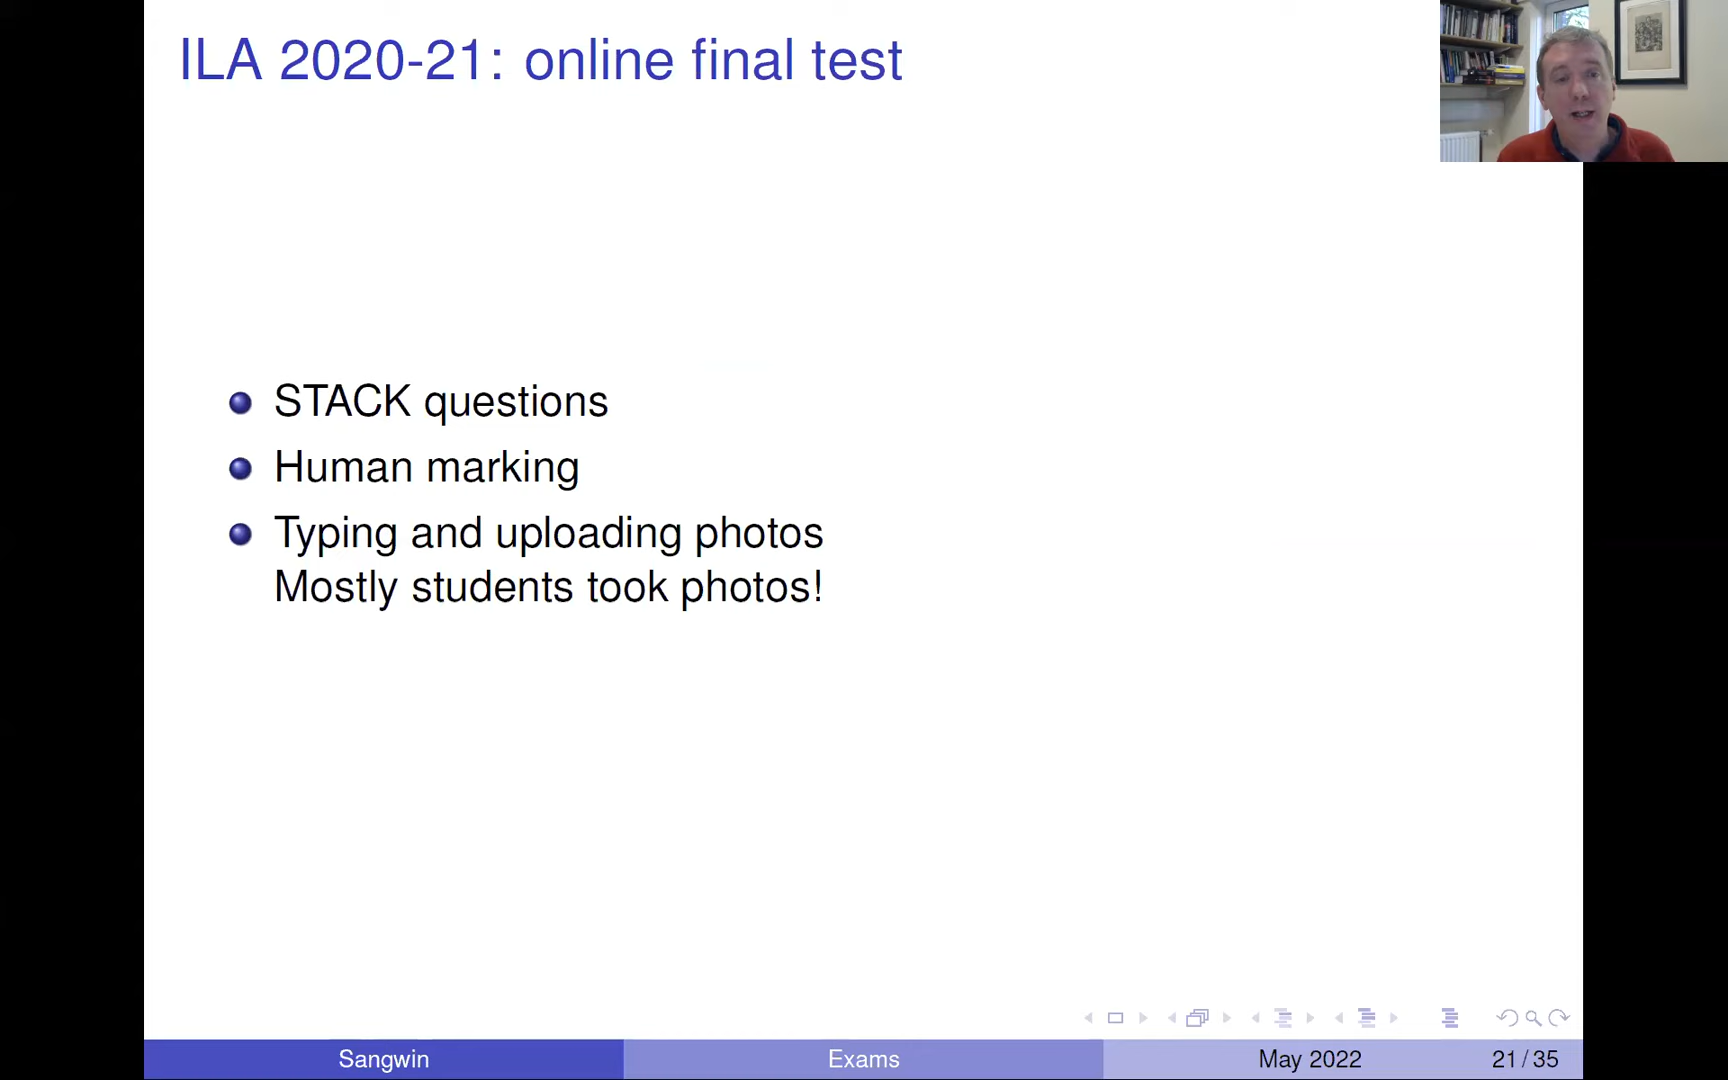 ILA 2020-21: online final test
STACK questions
Human marking
Typing and uploading photos
Mostly students took photos!
Sangwin
Exams
May 2022
21 / 35